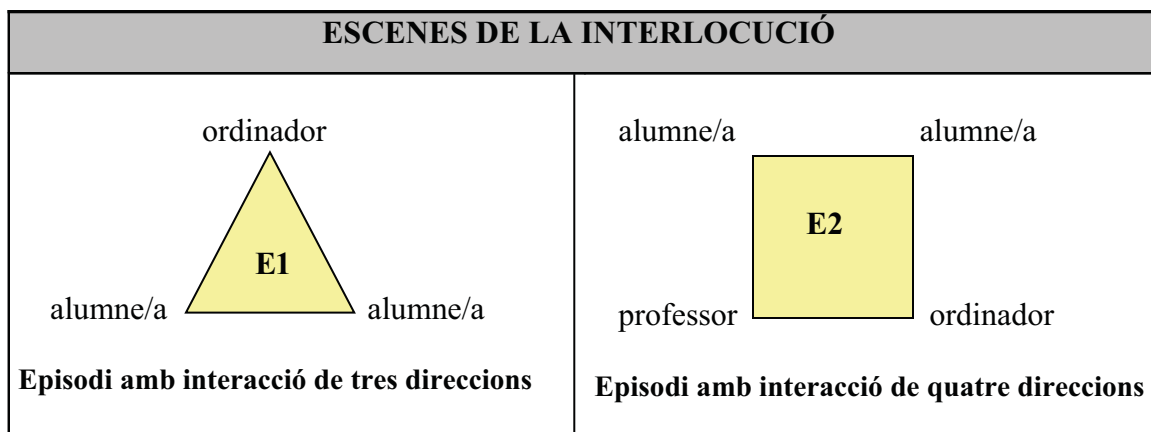 ESCENES DE LA INTERLOCUCIÓ
ordinador
E1
alumne/a alumne/a
Episodi amb interacció de tres direccions
alumne/a alumne/a
E2
professor ordinador
Episodi amb interacció de quatre direccions